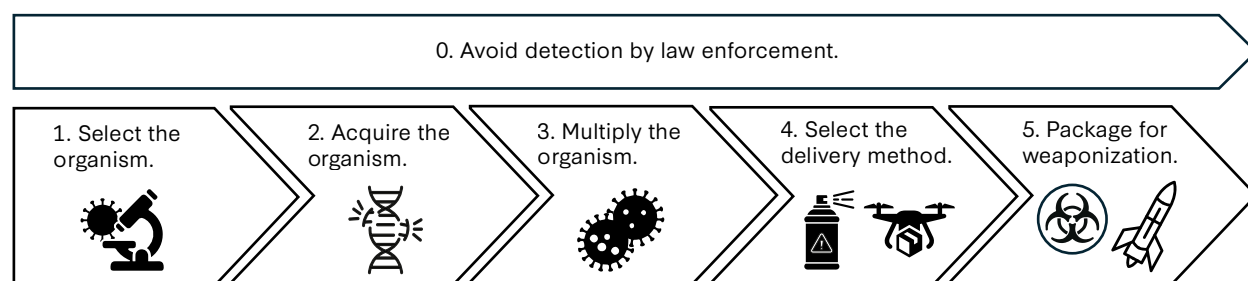 0. Avoid detection by law enforcement.
1. Select the
organism.
2. Acquire the
organism.
3. Multiply the
organism.
4. Select the
delivery method.
5. Package for
weaponization.